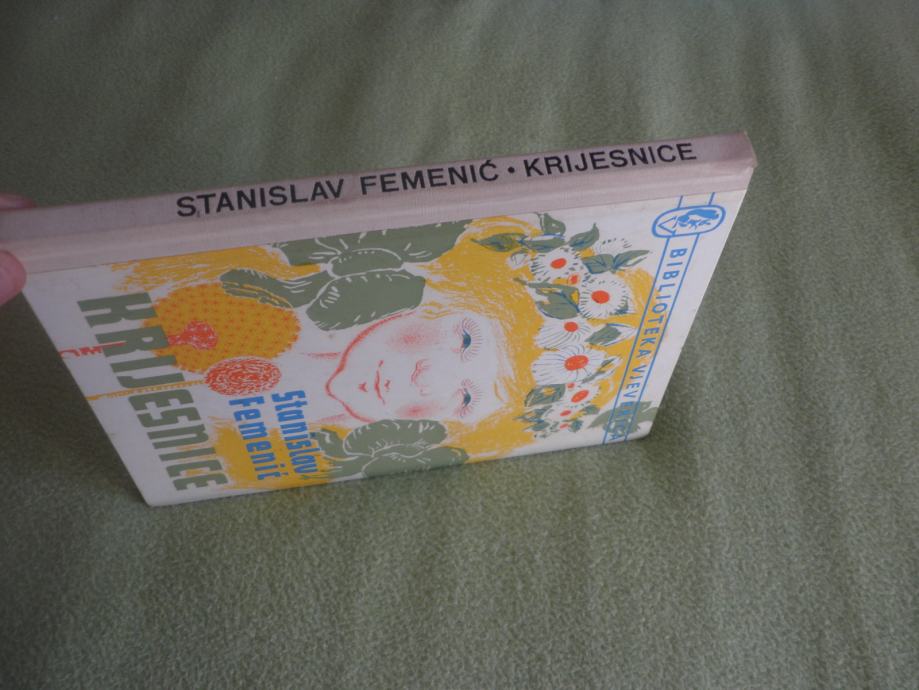 STANISLAV FEMENIĆ • KRIJESNICE
BIBLIOTEKA VJEVERICA
Stanislav
Femenić
KRIJESNICE